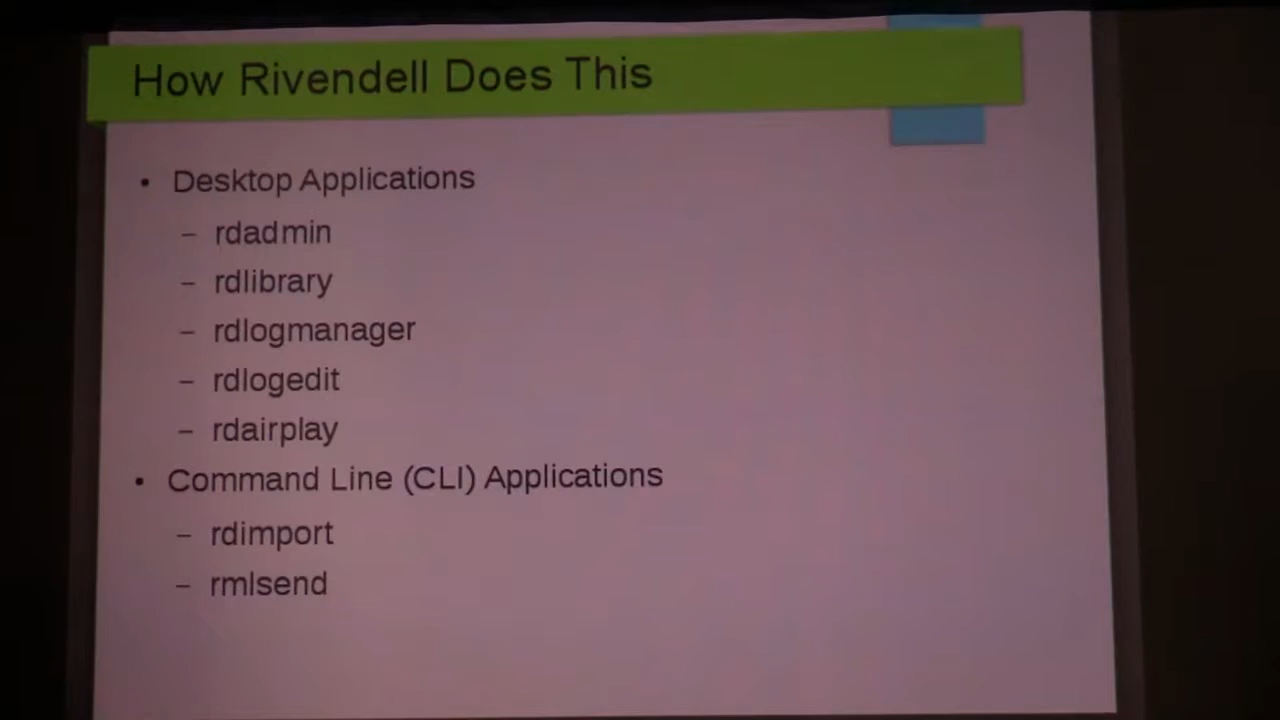 How Rivendell Does This
• Desktop Applications
– rdadmin
– rdlibrary
– rdlogmanager
– rdlogedit
– rdairplay
• Command Line (CLI) Applications
– rdimport
– rmlsend